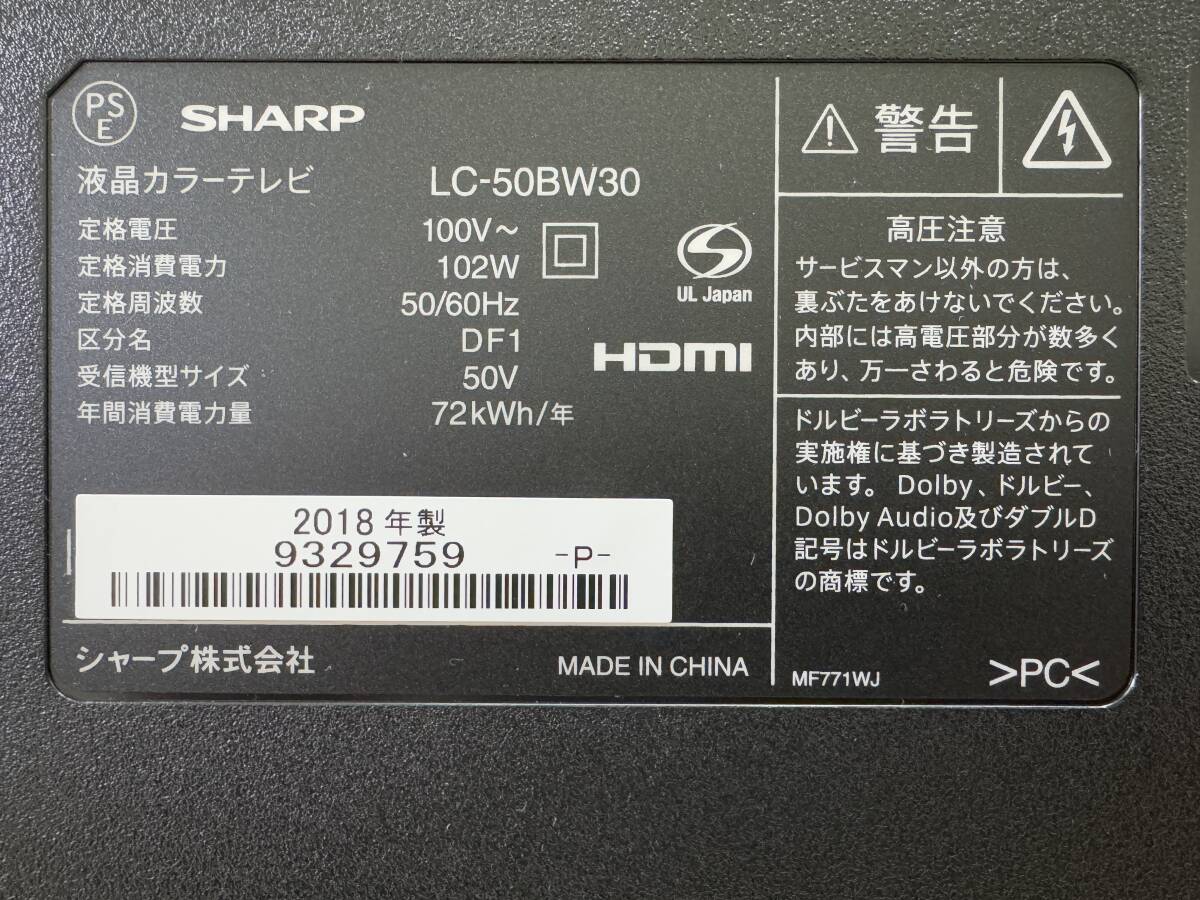 PS
E
SHARP
液晶カラーテレビ LC-50BW30
定格電圧 100V～
定格消費電力 102W
定格周波数 50/60Hz
区分名 DF1
受信機型サイズ 50V
年間消費電力量 72kWh/年
S
UL Japan
HDMI
2018年製
9329759 -P-
シャープ株式会社 MADE IN CHINA
警告
高圧注意
サービスマン以外の方は、
裏ぶたをあけないでください。
内部には高電圧部分が数多く
あり、万一さわると危険です。
ドルビーラボラトリーズからの
実施権に基づき製造されて
います。Dolby、ドルビー、
Dolby Audio及びダブルD
記号はドルビーラボラトリーズ
の商標です。
MF771WJ >PC<